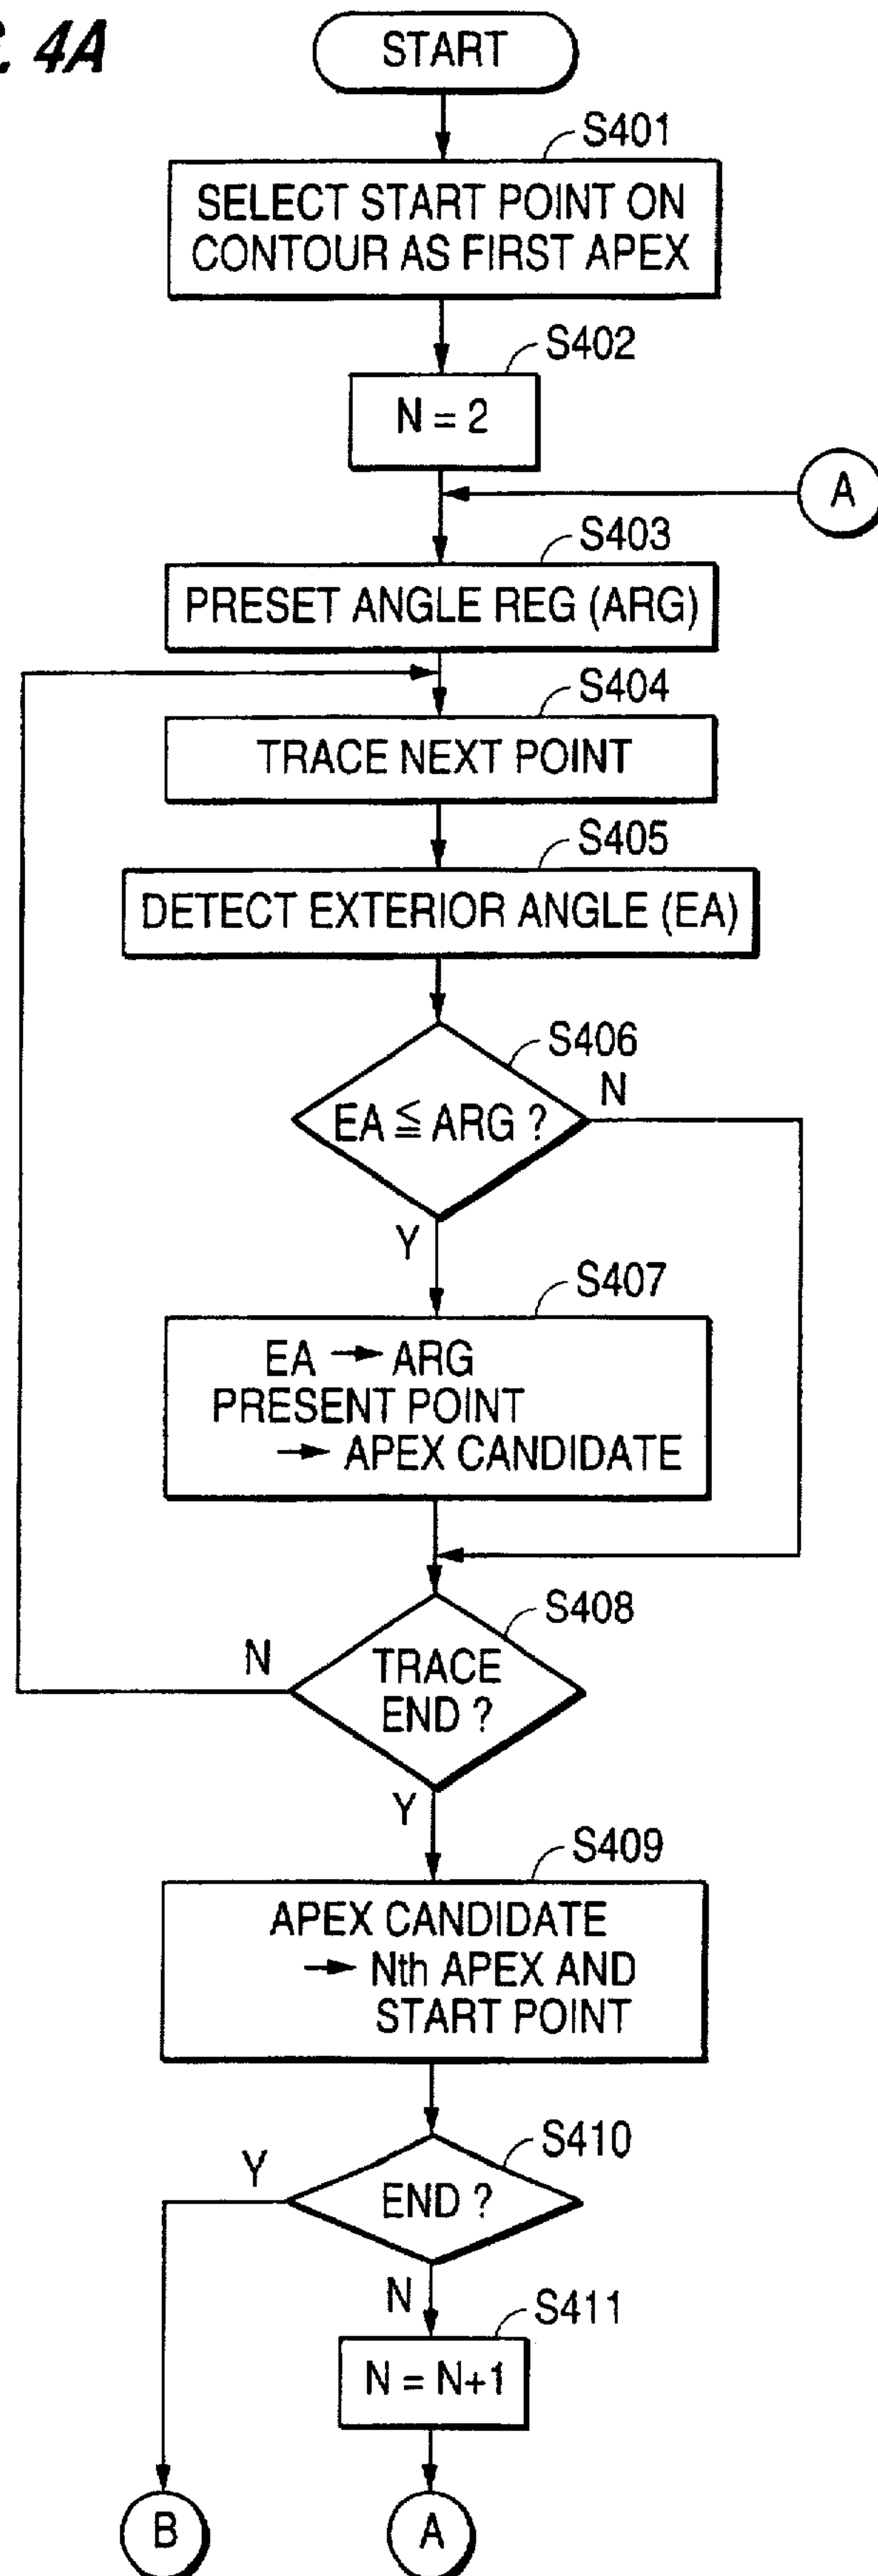 . 4A
START
S401
SELECT START POINT ON
CONTOUR AS FIRST APEX
S402
N = 2
A
S403
PRESET ANGLE REG (ARG)
S404
TRACE NEXT POINT
S405
DETECT EXTERIOR ANGLE (EA)
S406
EA ≦ ARG ?
N
Y
S407
EA → ARG
PRESENT POINT
→ APEX CANDIDATE
S408
TRACE
END ?
N
Y
S409
APEX CANDIDATE
→ Nth APEX AND
START POINT
S410
END ?
Y
N
S411
N = N+1
B
A